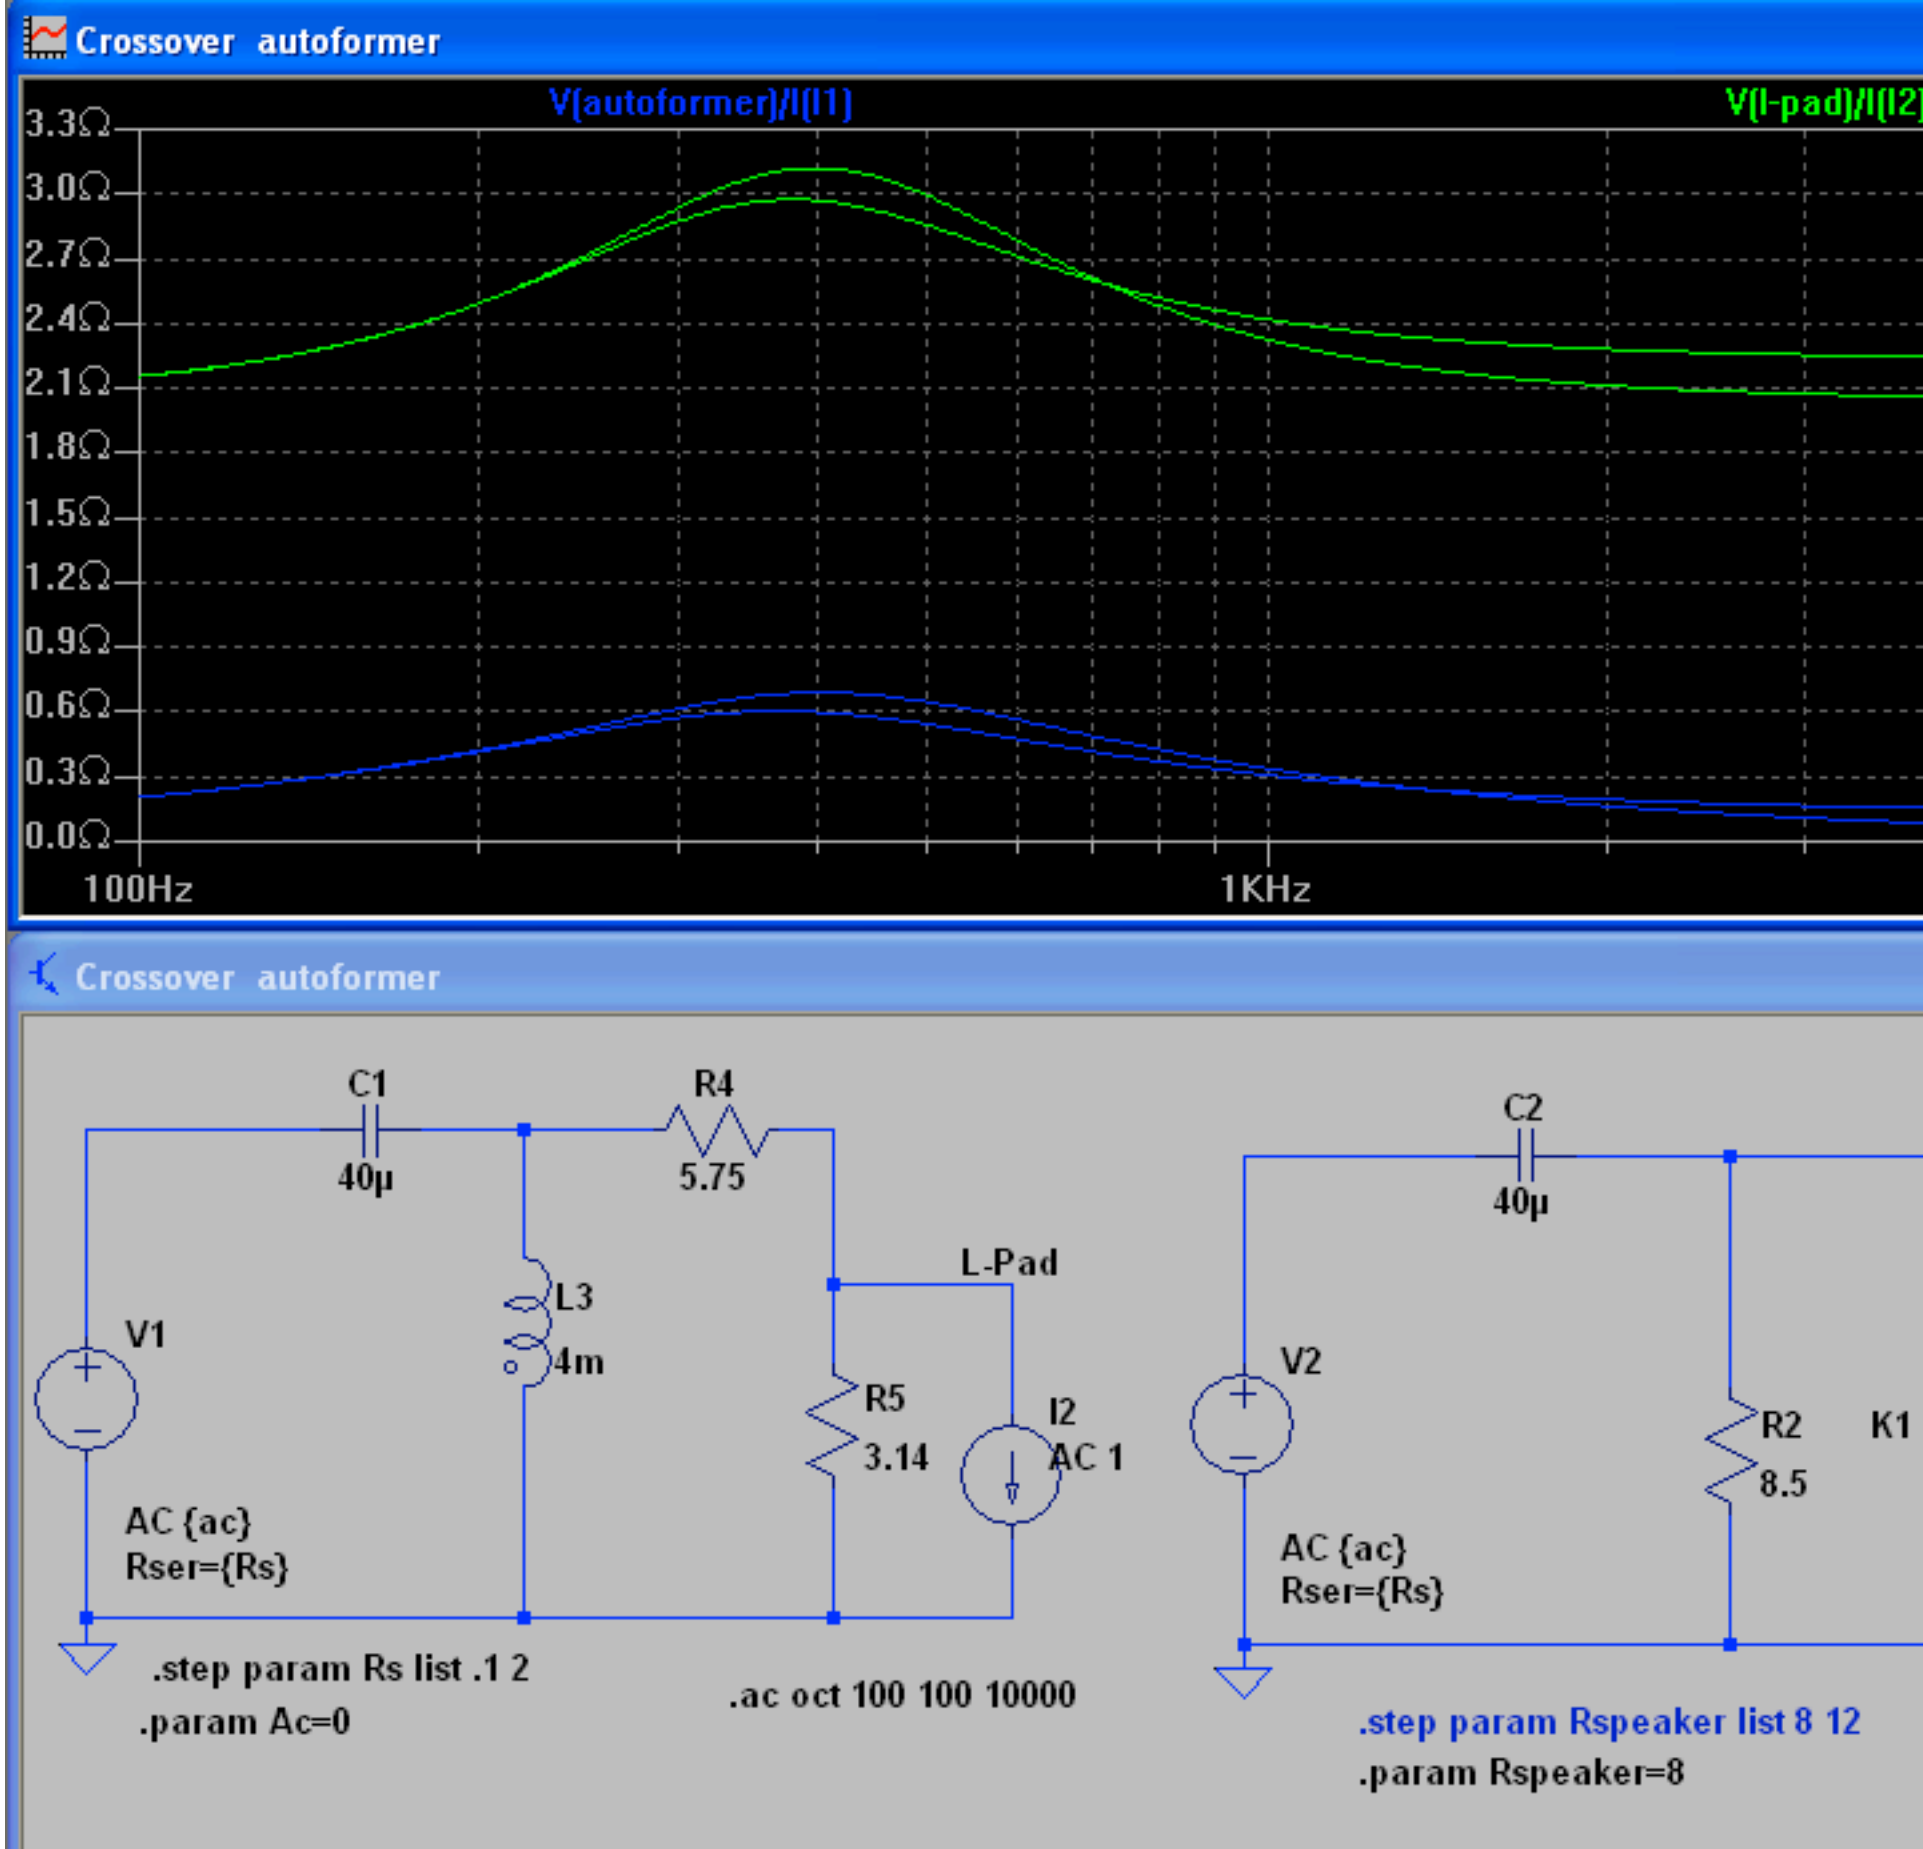 Crossover autoformer
V(autoformer)/I(I1)
V(l-pad)/I(I2)
3.3Ω
3.0Ω
2.7Ω
2.4Ω
2.1Ω
1.8Ω
1.5Ω
1.2Ω
0.9Ω
0.6Ω
0.3Ω
0.0Ω
100Hz
1KHz
Crossover autoformer
C1
40µ
R4
5.75
L-Pad
L3
4m
V1
AC {ac}
Rser={Rs}
R5
3.14
I2
AC 1
.step param Rs list .1 2
.param Ac=0
.ac oct 100 100 10000
C2
40µ
V2
AC {ac}
Rser={Rs}
R2
8.5
K1
.step param Rspeaker list 8 12
.param Rspeaker=8